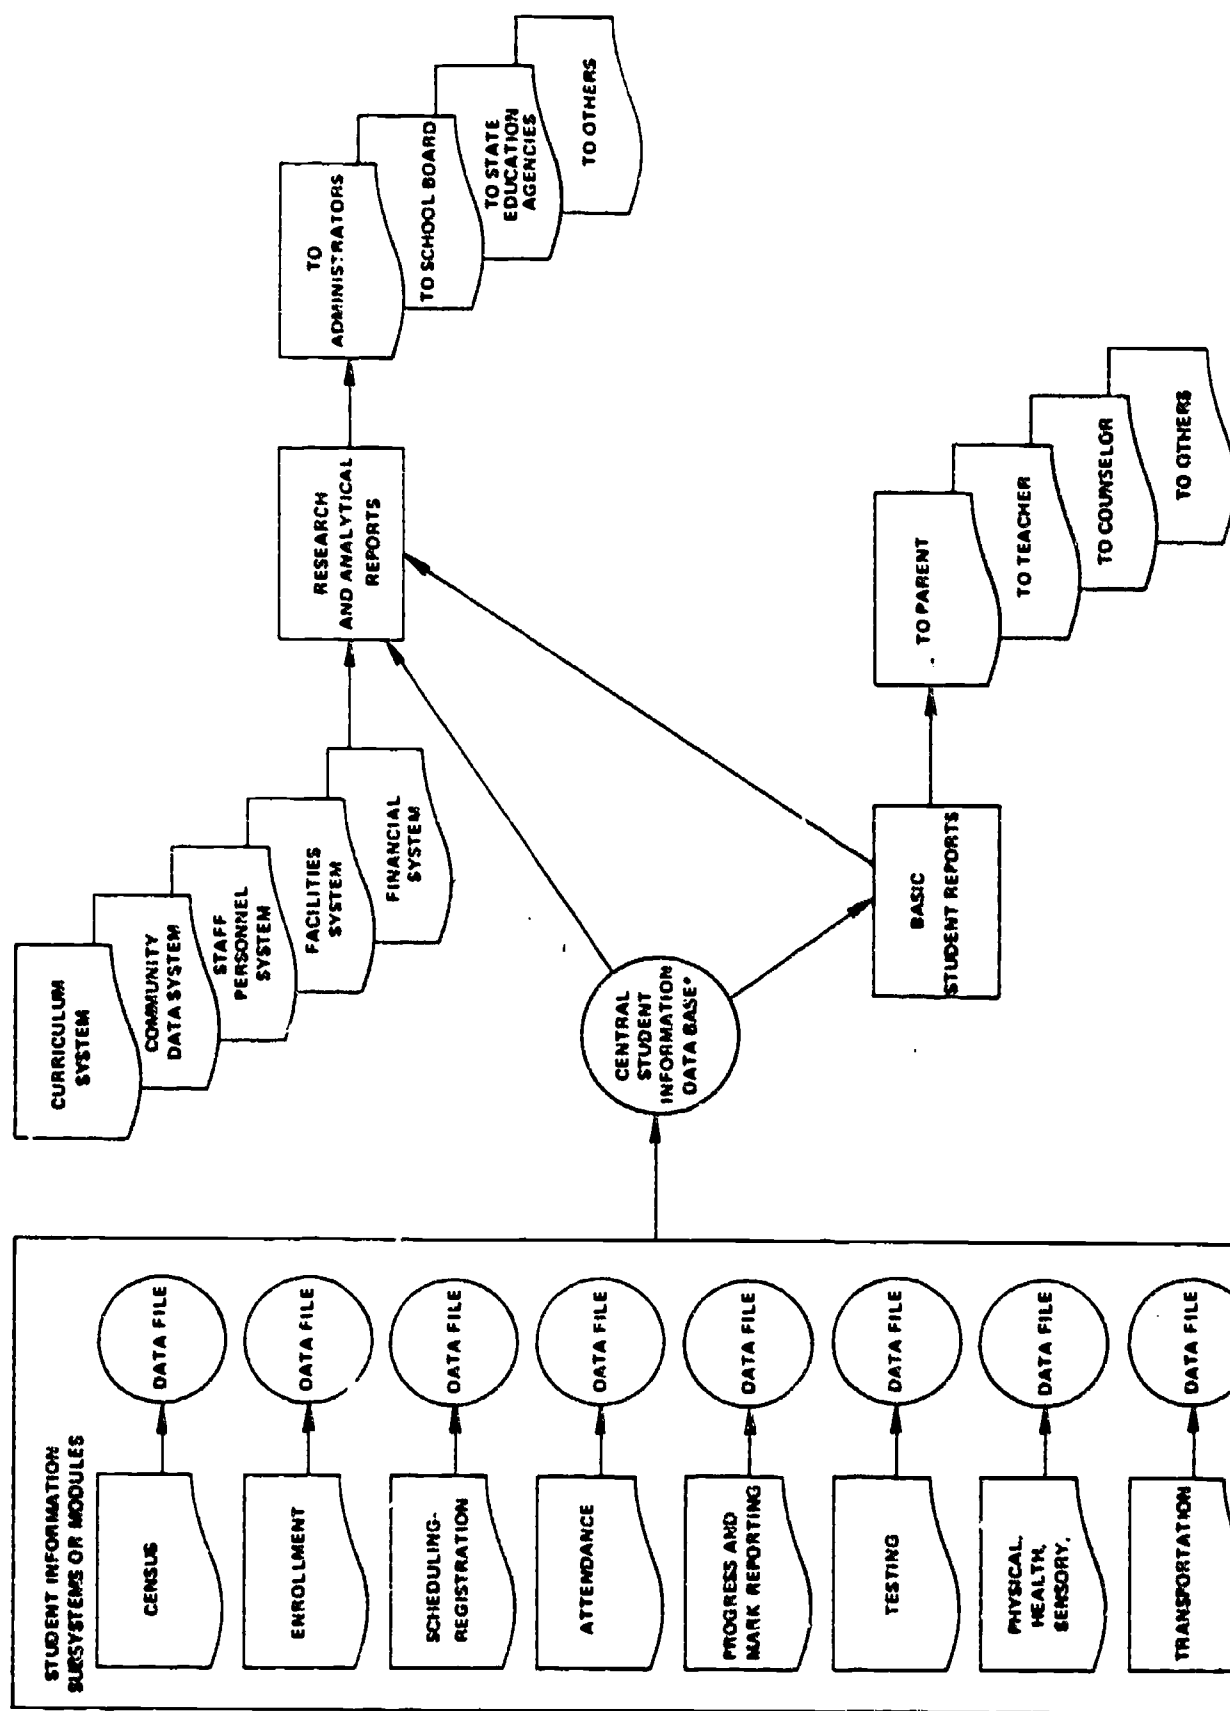 STUDENT INFORMATION
SUBSYSTEMS OR MODULES
CENSUS
DATA FILE
ENROLLMENT
DATA FILE
SCHEDULING-
REGISTRATION
DATA FILE
ATTENDANCE
DATA FILE
PROGRESS AND
MARK REPORTING
DATA FILE
TESTING
DATA FILE
PHYSICAL,
HEALTH,
SENSORY,
DATA FILE
TRANSPORTATION
DATA FILE
CURRICULUM
SYSTEM
COMMUNITY
DATA SYSTEM
STAFF
PERSONNEL
SYSTEM
FACILITIES
SYSTEM
FINANCIAL
SYSTEM
CENTRAL
STUDENT
INFORMATION
DATA BASE*
RESEARCH
AND ANALYTICAL
REPORTS
BASIC
STUDENT REPORTS
TO
ADMINISTRATORS
TO SCHOOL BOARD
TO STATE
EDUCATION
AGENCIES
TO OTHERS
TO PARENT
TO TEACHER
TO COUNSELOR
TO OTHERS